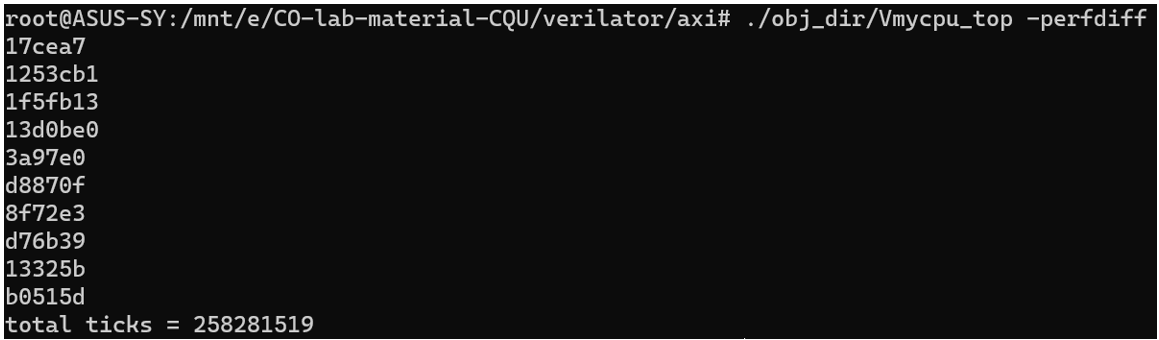 root@ASUS-SY:/mnt/e/CO-lab-material-CQU/verilator/axi# ./obj_dir/Vmycpu_top -perfdiff
17cea7
1253cb1
1f5fb13
13d0be0
3a97e0
d8870f
8f72e3
d76b39
13325b
b0515d
total ticks = 258281519